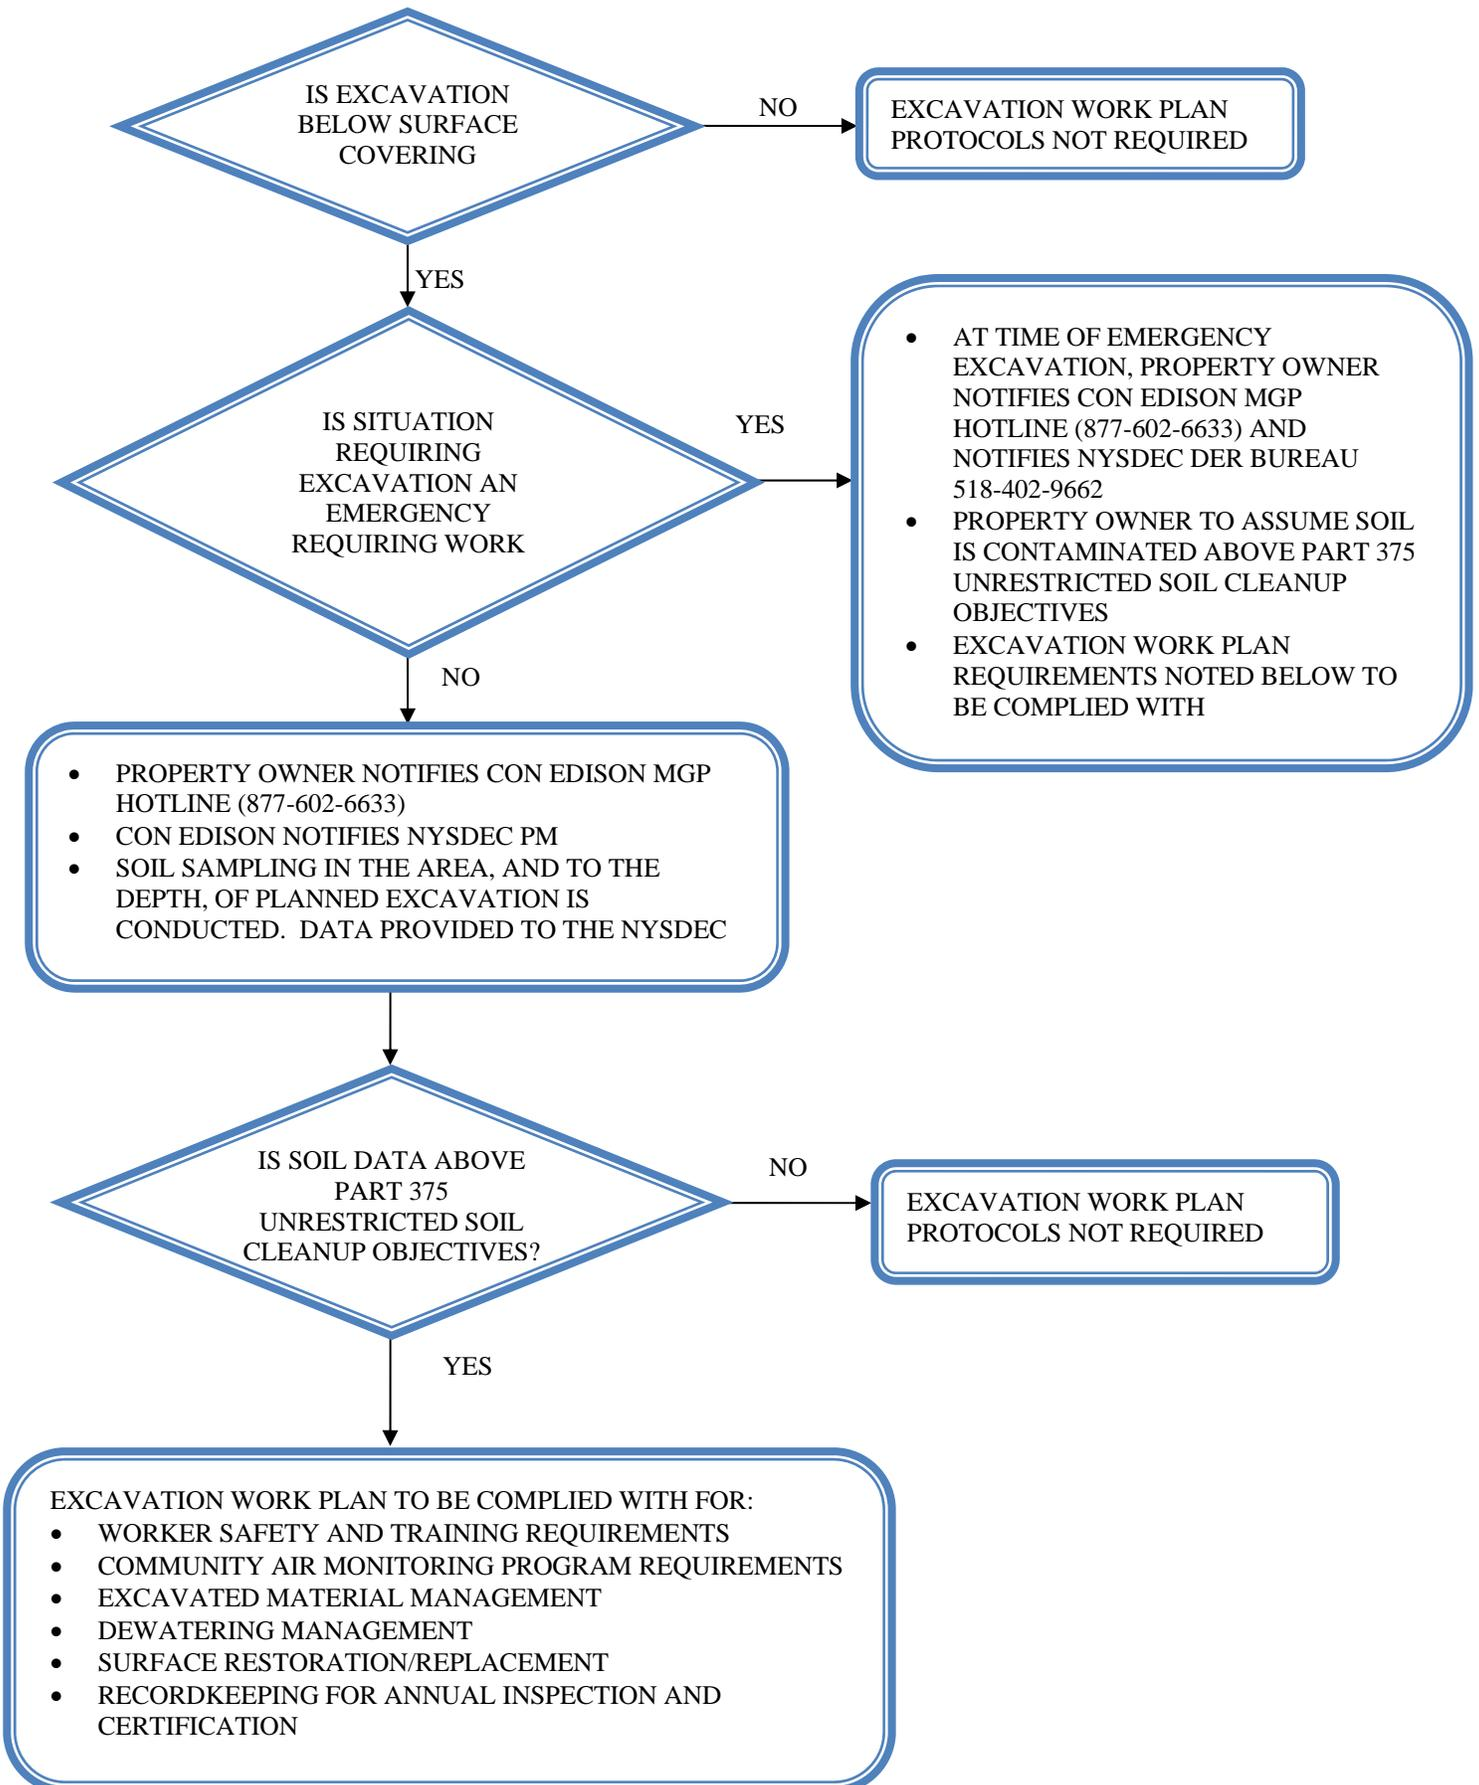 IS EXCAVATION
BELOW SURFACE
COVERING
NO
EXCAVATION WORK PLAN
PROTOCOLS NOT REQUIRED
YES
IS SITUATION
REQUIRING
EXCAVATION AN
EMERGENCY
REQUIRING WORK
YES
• AT TIME OF EMERGENCY
EXCAVATION, PROPERTY OWNER
NOTIFIES CON EDISON MGP
HOTLINE (877-602-6633) AND
NOTIFIES NYSDEC DER BUREAU
518-402-9662
• PROPERTY OWNER TO ASSUME SOIL
IS CONTAMINATED ABOVE PART 375
UNRESTRICTED SOIL CLEANUP
OBJECTIVES
• EXCAVATION WORK PLAN
REQUIREMENTS NOTED BELOW TO
BE COMPLIED WITH
NO
• PROPERTY OWNER NOTIFIES CON EDISON MGP
HOTLINE (877-602-6633)
• CON EDISON NOTIFIES NYSDEC PM
• SOIL SAMPLING IN THE AREA, AND TO THE
DEPTH, OF PLANNED EXCAVATION IS
CONDUCTED.  DATA PROVIDED TO THE NYSDEC
IS SOIL DATA ABOVE
PART 375
UNRESTRICTED SOIL
CLEANUP OBJECTIVES?
NO
EXCAVATION WORK PLAN
PROTOCOLS NOT REQUIRED
YES
EXCAVATION WORK PLAN TO BE COMPLIED WITH FOR:
• WORKER SAFETY AND TRAINING REQUIREMENTS
• COMMUNITY AIR MONITORING PROGRAM REQUIREMENTS
• EXCAVATED MATERIAL MANAGEMENT
• DEWATERING MANAGEMENT
• SURFACE RESTORATION/REPLACEMENT
• RECORDKEEPING FOR ANNUAL INSPECTION AND
CERTIFICATION